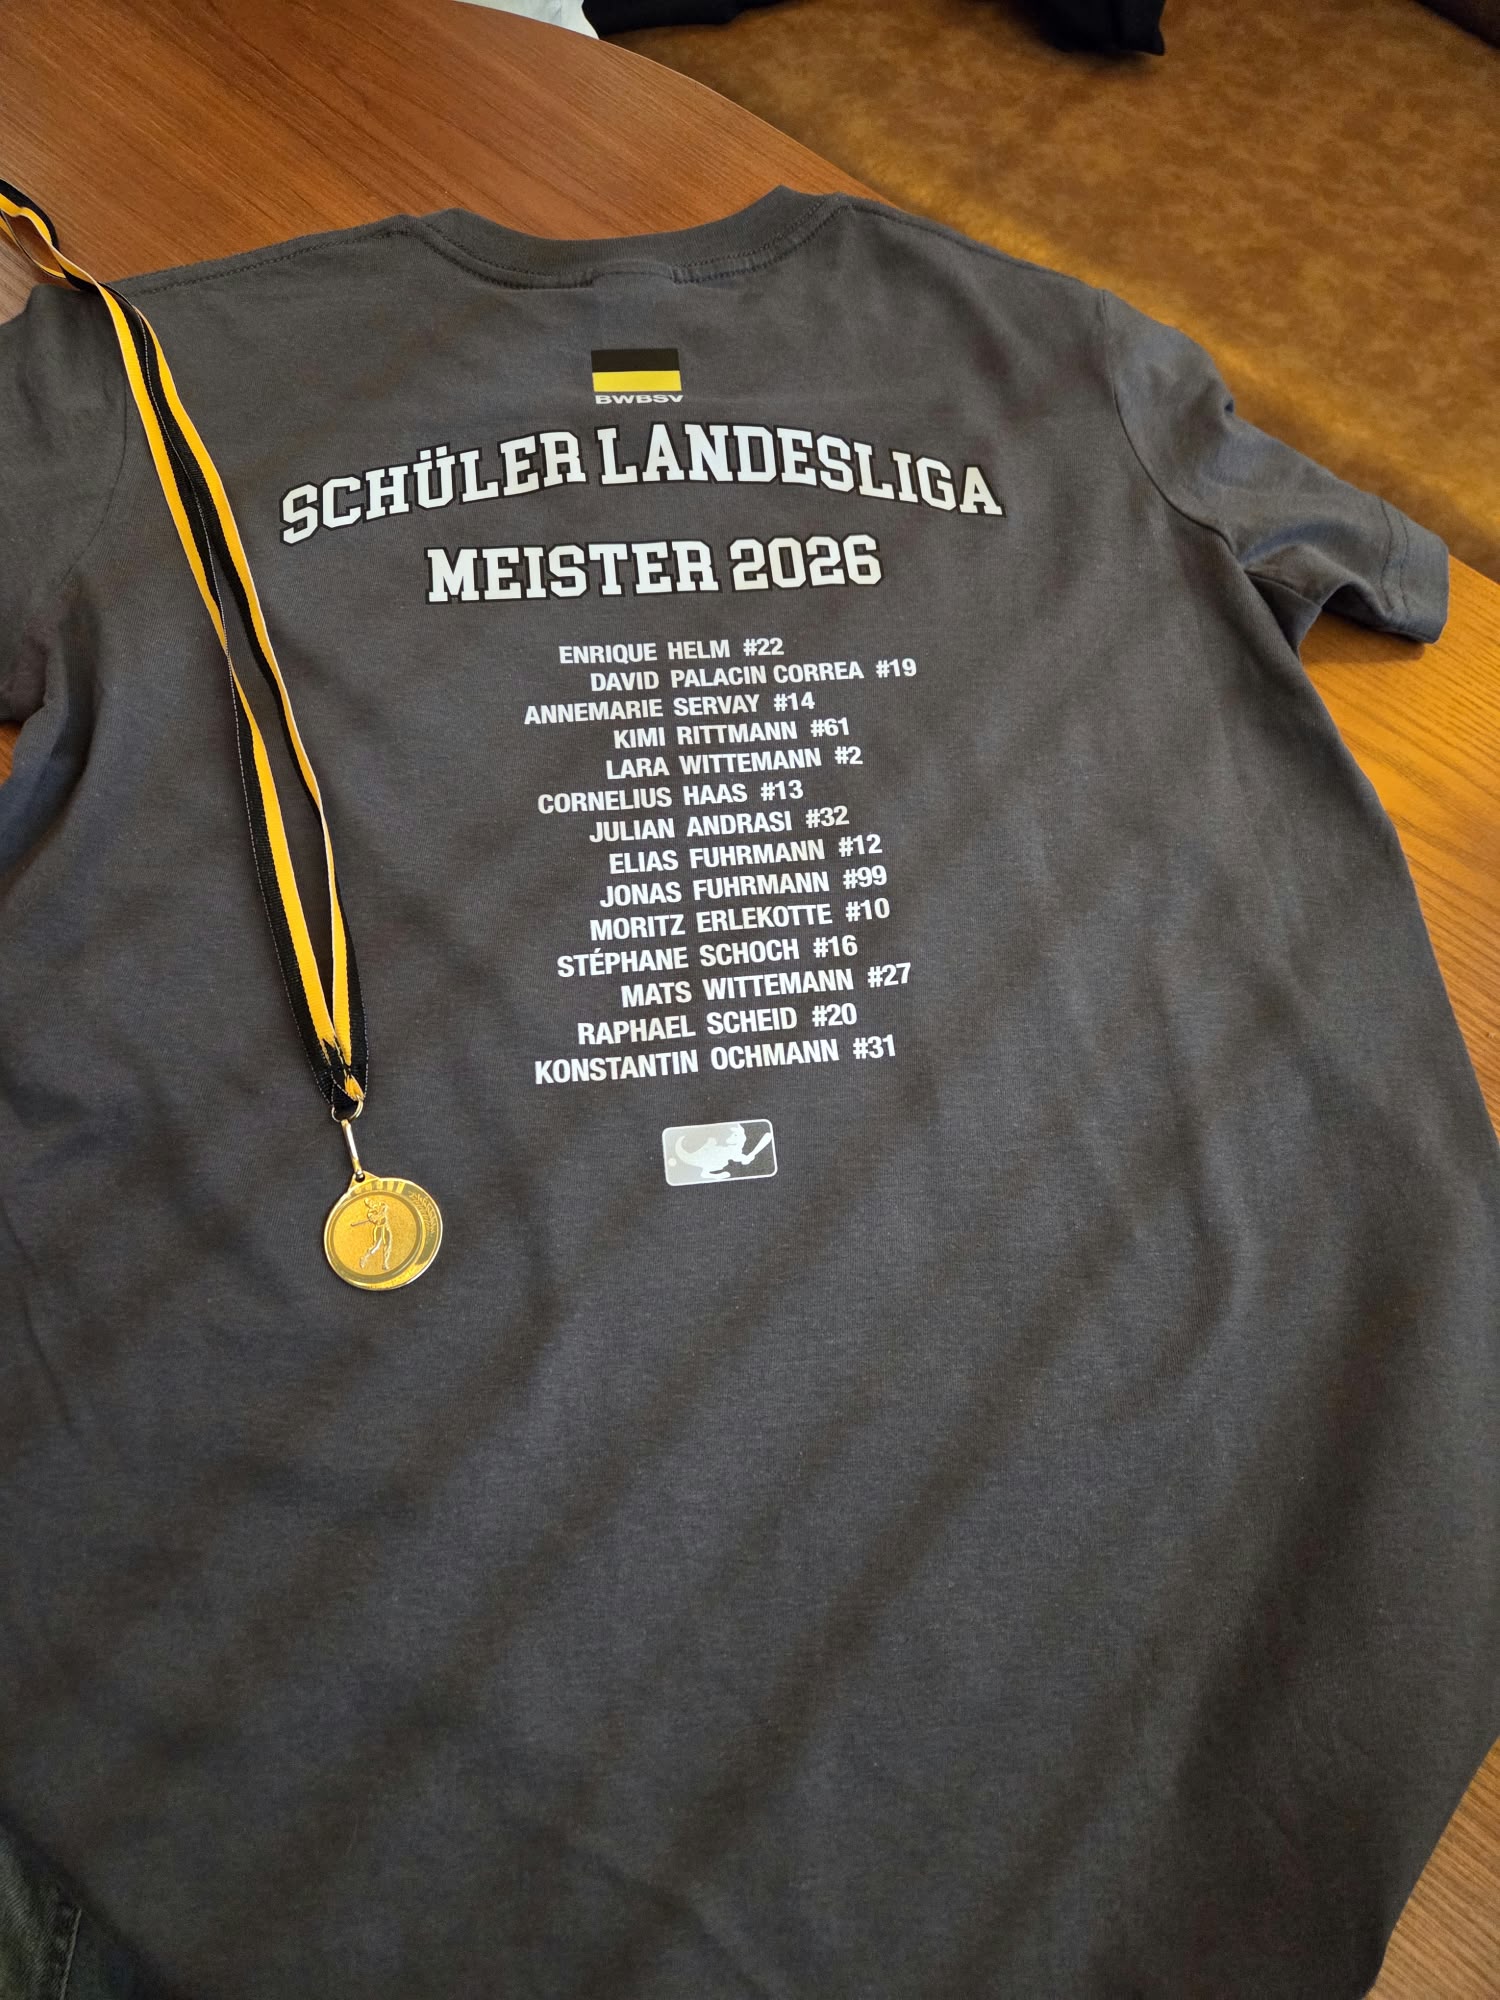 BWBSV
SCHÜLER LANDESLIGA
MEISTER 2026
ENRIQUE HELM #22
DAVID PALACIN CORREA #19
ANNEMARIE SERVAY #14
KIMI RITTMANN #61
LARA WITTEMANN #2
CORNELIUS HAAS #13
JULIAN ANDRASI #32
ELIAS FUHRMANN #12
JONAS FUHRMANN #99
MORITZ ERLEKOTTE #10
STÉPHANE SCHOCH #16
MATS WITTEMANN #27
RAPHAEL SCHEID #20
KONSTANTIN OCHMANN #31